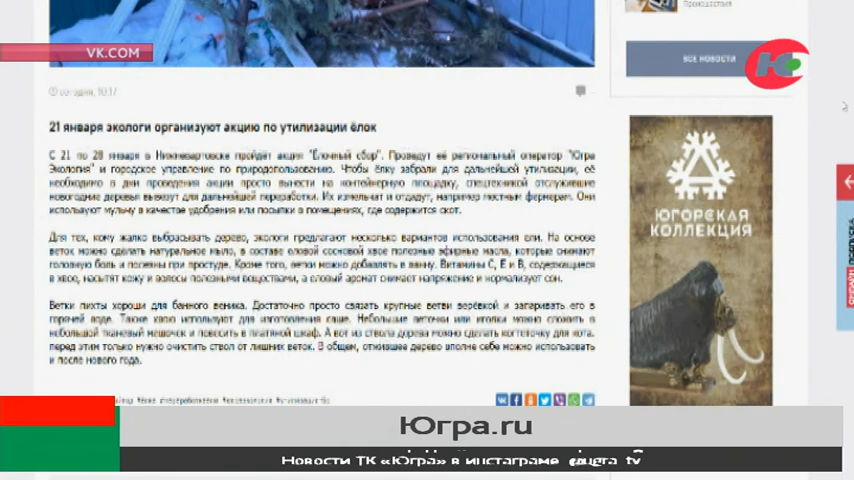 Происшествия
VK.COM
ВСЕ НОВОСТИ
сегодня, 10:17
21 января экологи организуют акцию по утилизации ёлок
С 21 по 28 января в Нижневартовске пройдёт акция "Ёлочный сбор". Проведут её региональный оператор "Югра
Экология" и городское управление по природопользованию. Чтобы ёлку забрали для дальнейшей утилизации, её
необходимо в дни проведения акции просто вынести на контейнерную площадку, спецтехникой отслужившие
новогодние деревья вывезут для дальнейшей переработки. Их измельчат и отдадут, например местным фермерам. Они
используют мульчу в качестве удобрения или посыпки в помещениях, где содержится скот.
Для тех, кому жалко выбрасывать дерево, экологи предлагают несколько вариантов использования ели. На основе
веток можно сделать натуральное мыло, в составе еловой сосновой хвое полезные эфирные масла, которые снимают
головную боль и полезны при простуде. Кроме того, ветки можно добавлять в ванну. Витамины С, Е и В, содержащиеся
в хвое, насытят кожу и волосы полезными веществами, а еловый аромат снимает напряжение и нормализует сон.
Ветки пихты хороши для банного веника. Достаточно просто связать крупные ветви верёвкой и запаривать его в
горячей воде. Также хвою используют для изготовления саше. Небольшие веточки или иголки можно сложить в
небольшой тканевый мешочек и повесить в платяной шкаф. А вот из ствола дерева можно сделать когтеточку для кота.
перед этим только нужно очистить ствол от лишних веток. В общем, отжившее дерево вполне себе можно использовать
и после нового года.
ЮГОРСКАЯ
КОЛЛЕКЦИЯ
Югра.ru
Новости ТК «Югра» в инстаграме